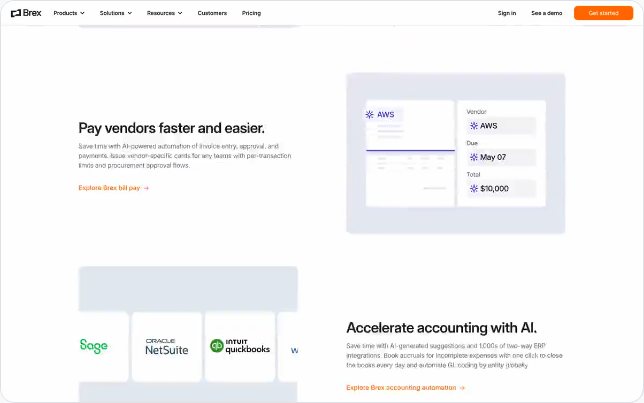 Brex
Products
Solutions
Resources
Customers
Pricing
Sign in
See a demo
Get started
Pay vendors faster and easier.
Save time with AI-powered automation of invoice entry, approval, and
payments. Issue vendor-specific cards for any teams with per-transaction
limits and procurement approval flows.
Explore Brex bill pay →
AWS
Vendor
AWS
Due
May 07
Total
$10,000
Sage
ORACLE
NetSuite
qb
INTUIT
quickbooks
W
Accelerate accounting with AI.
Save time with AI-generated suggestions and 1,000s of two-way ERP
integrations. Book accruals for incomplete expenses with one click to close
the books every day and automate GL coding by entity globally.
Explore Brex accounting automation →